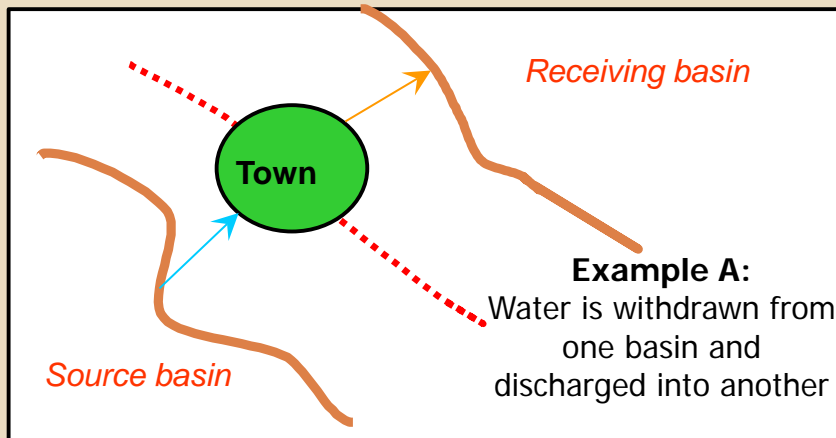 Receiving basin
Town
Example A:
Water is withdrawn from
one basin and
discharged into another
Source basin